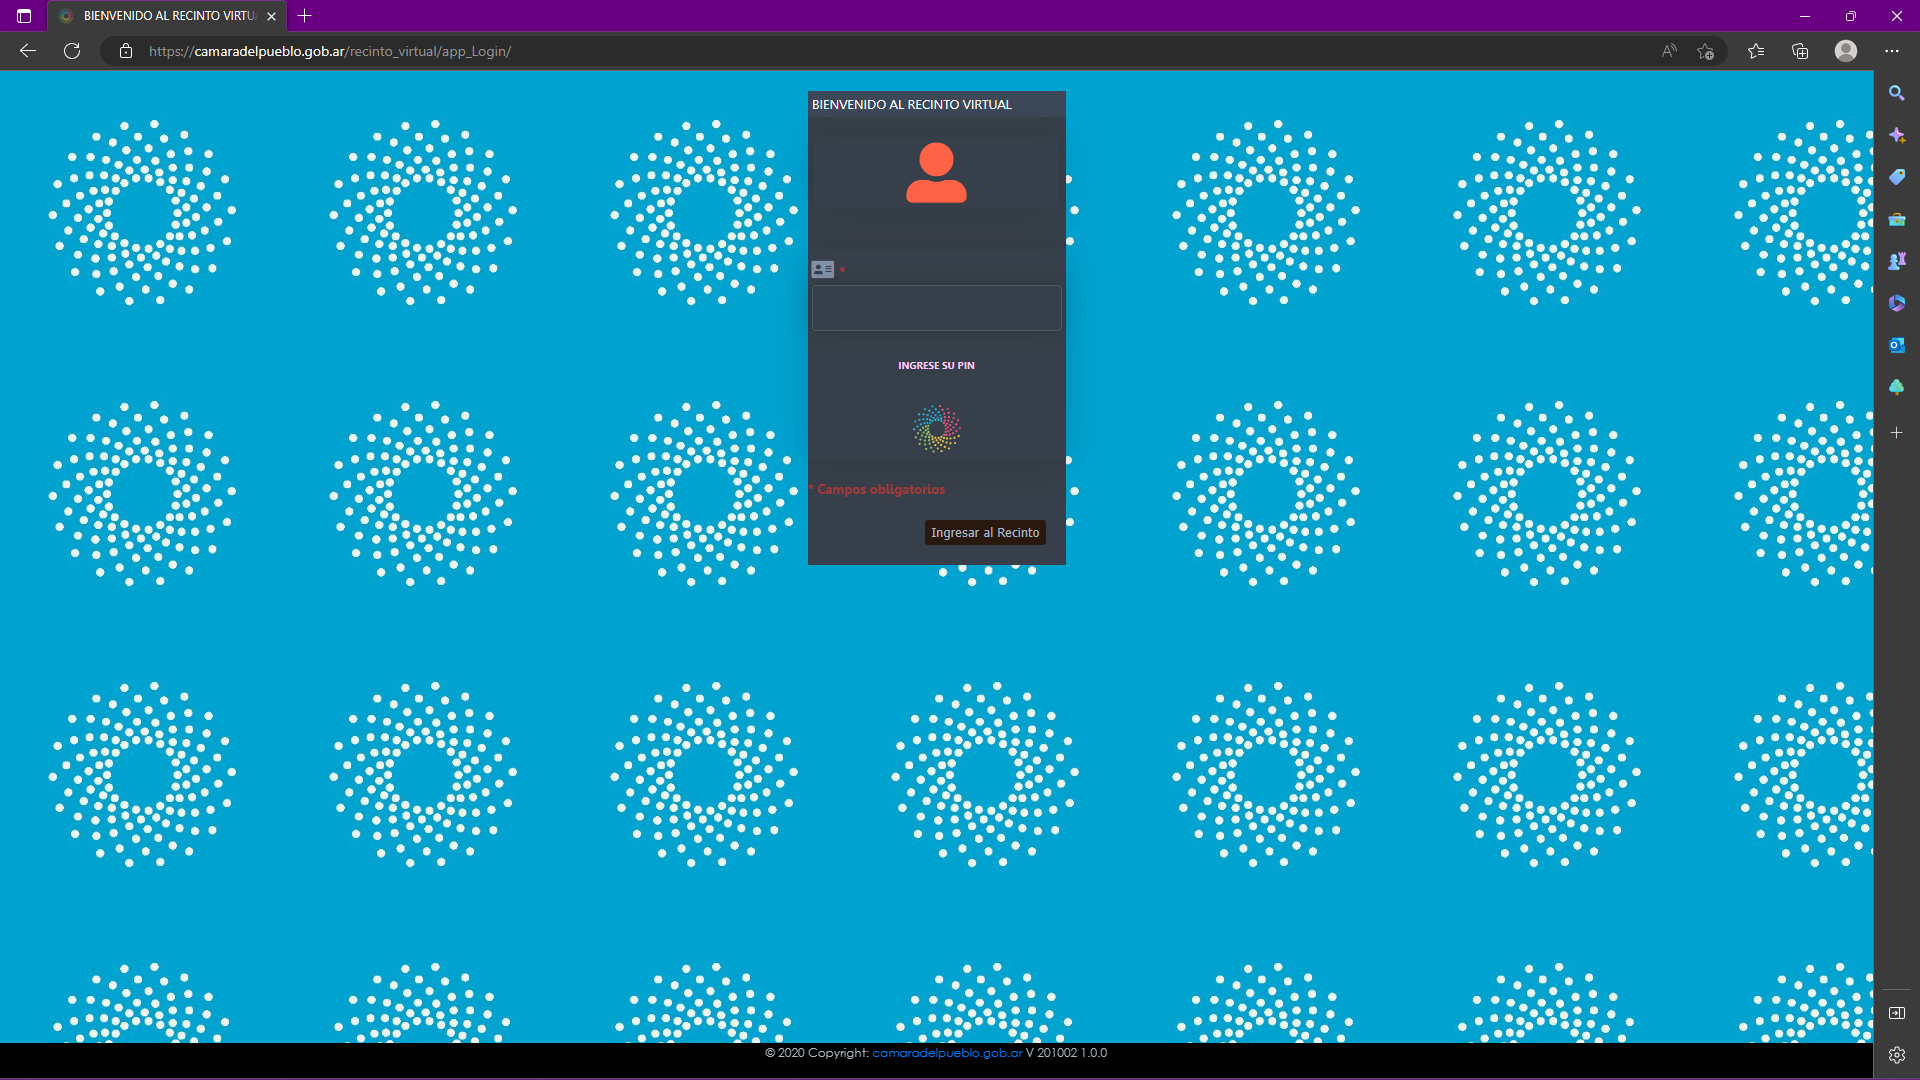 BIENVENIDO AL RECINTO VIRTU
https://camaradelpueblo.gob.ar/recinto_virtual/app_Login/
BIENVENIDO AL RECINTO VIRTUAL
*
INGRESE SU PIN
* Campos obligatorios
Ingresar al Recinto
© 2020 Copyright: camaradelpueblo.gob.ar V 201002 1.0.0